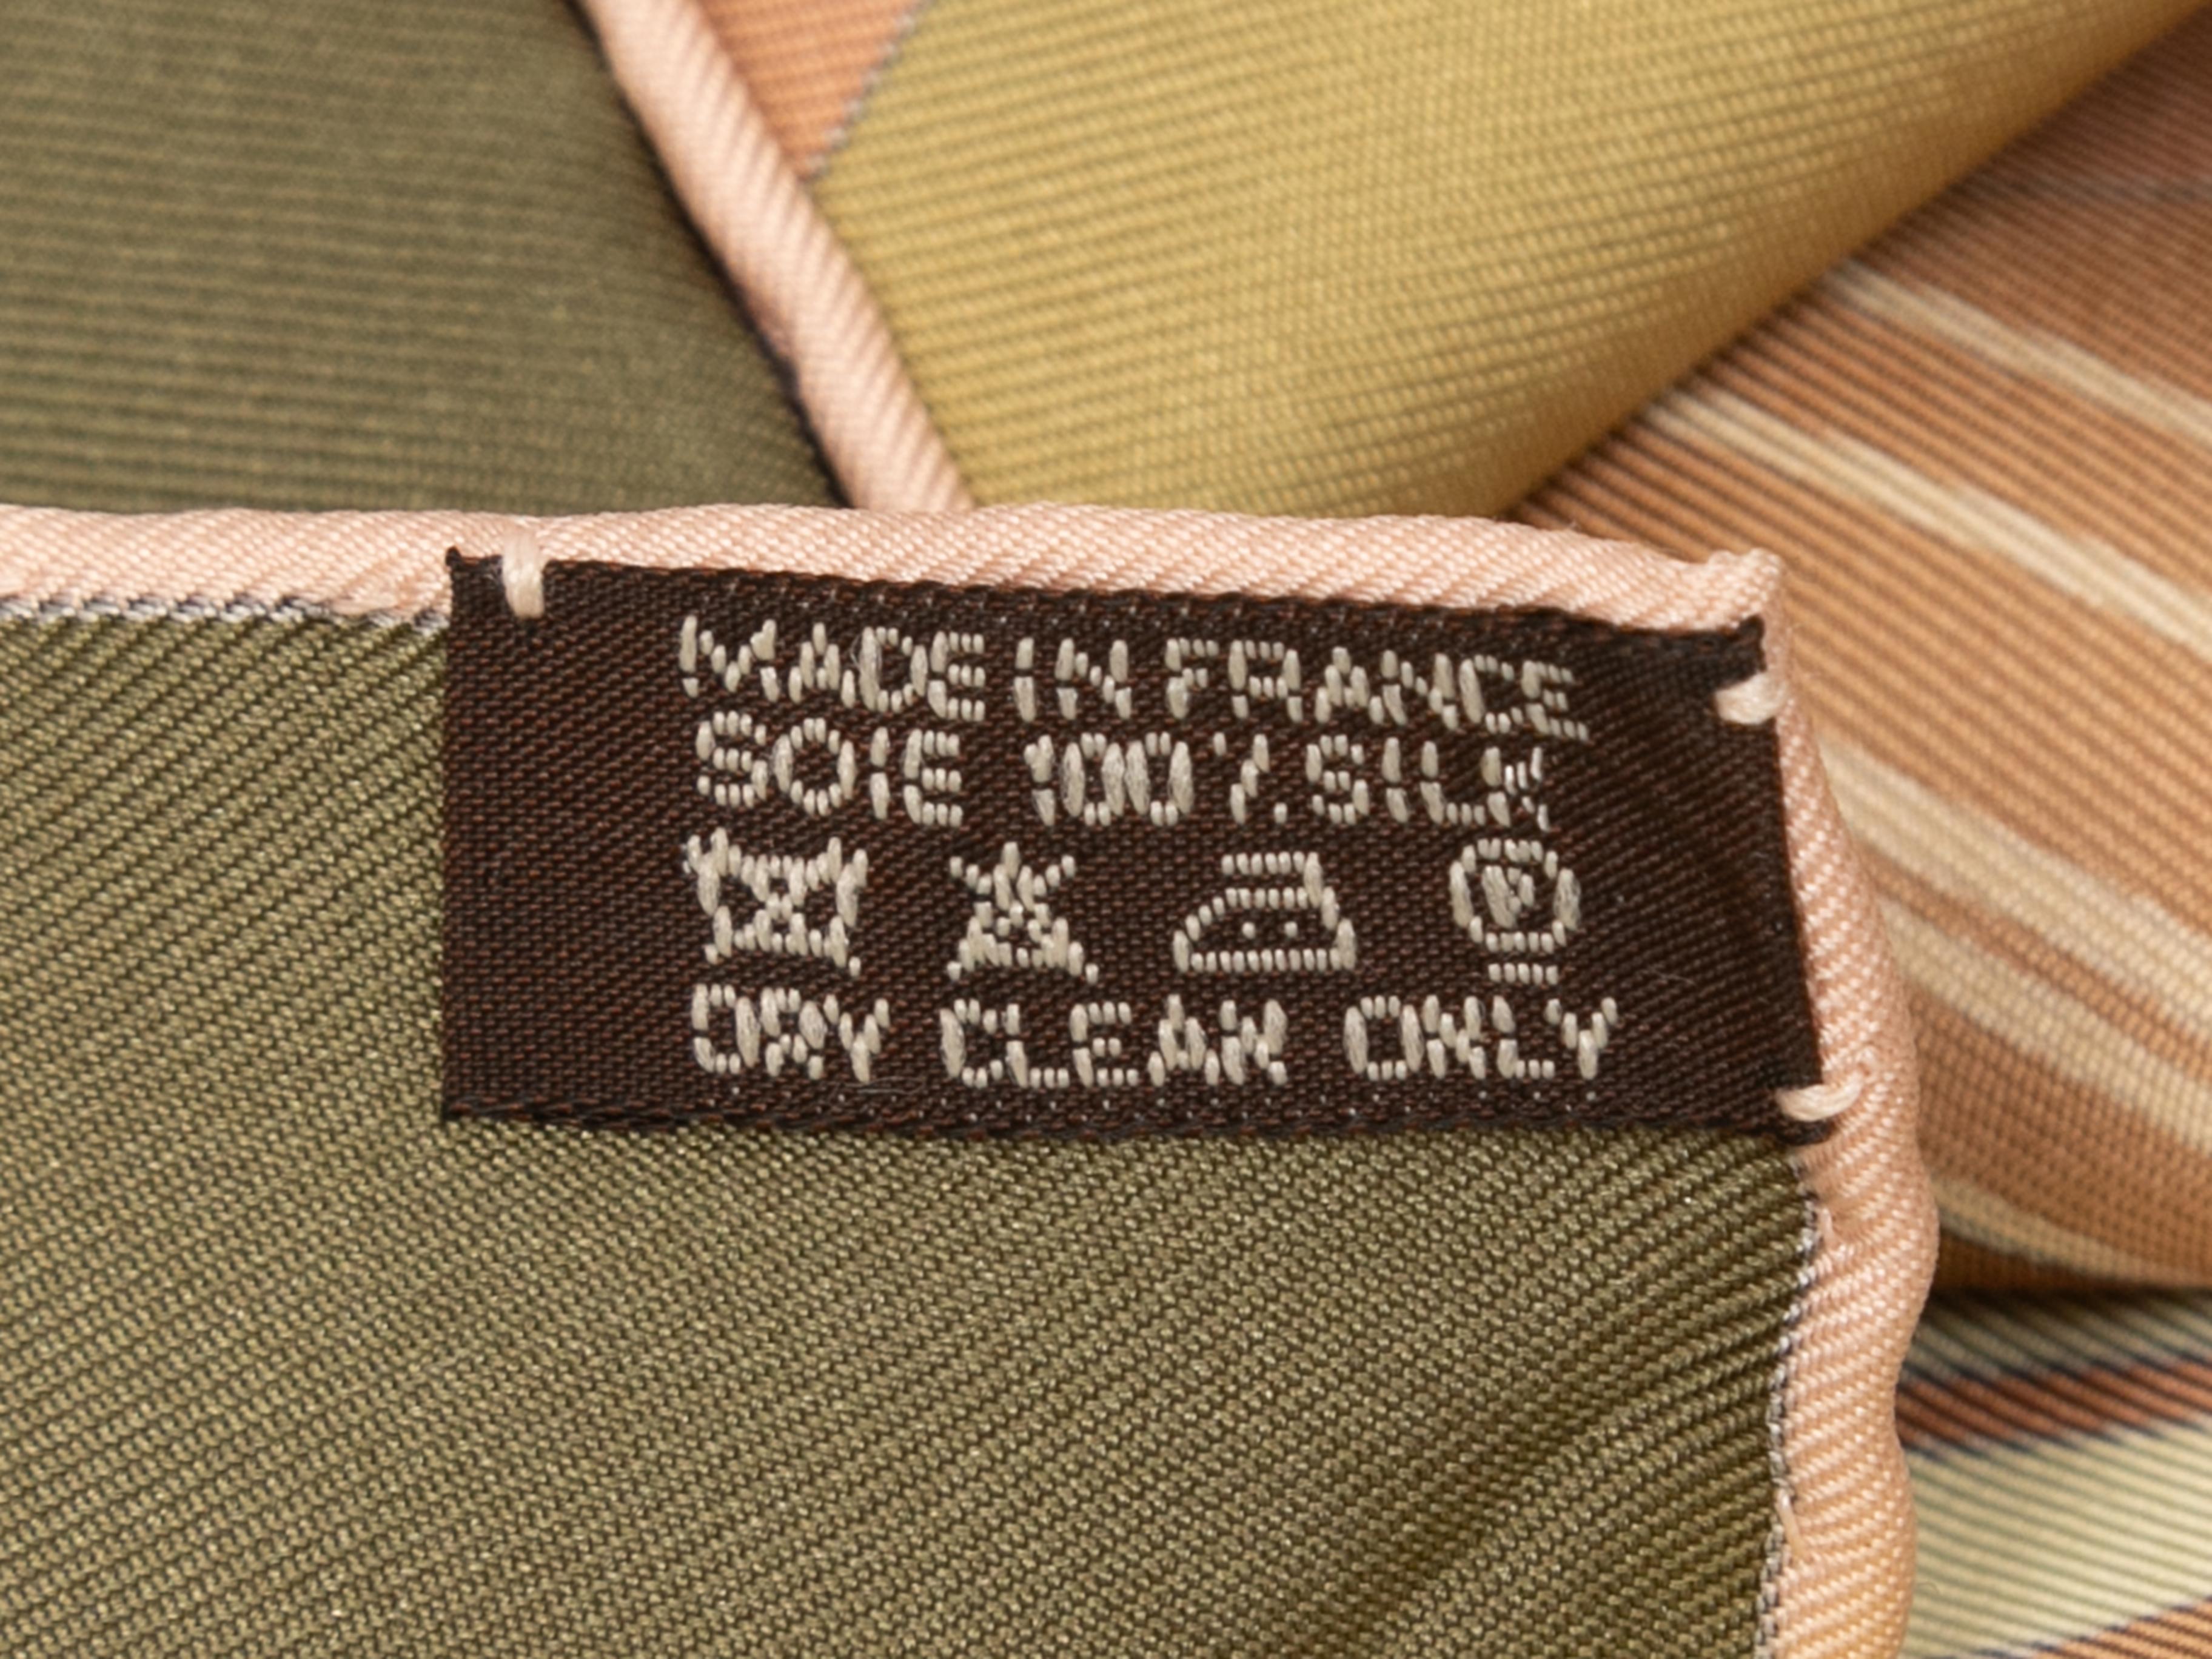 MADE IN FRANCE
SOIE 100% SILK
P
DRY CLEAN ONLY